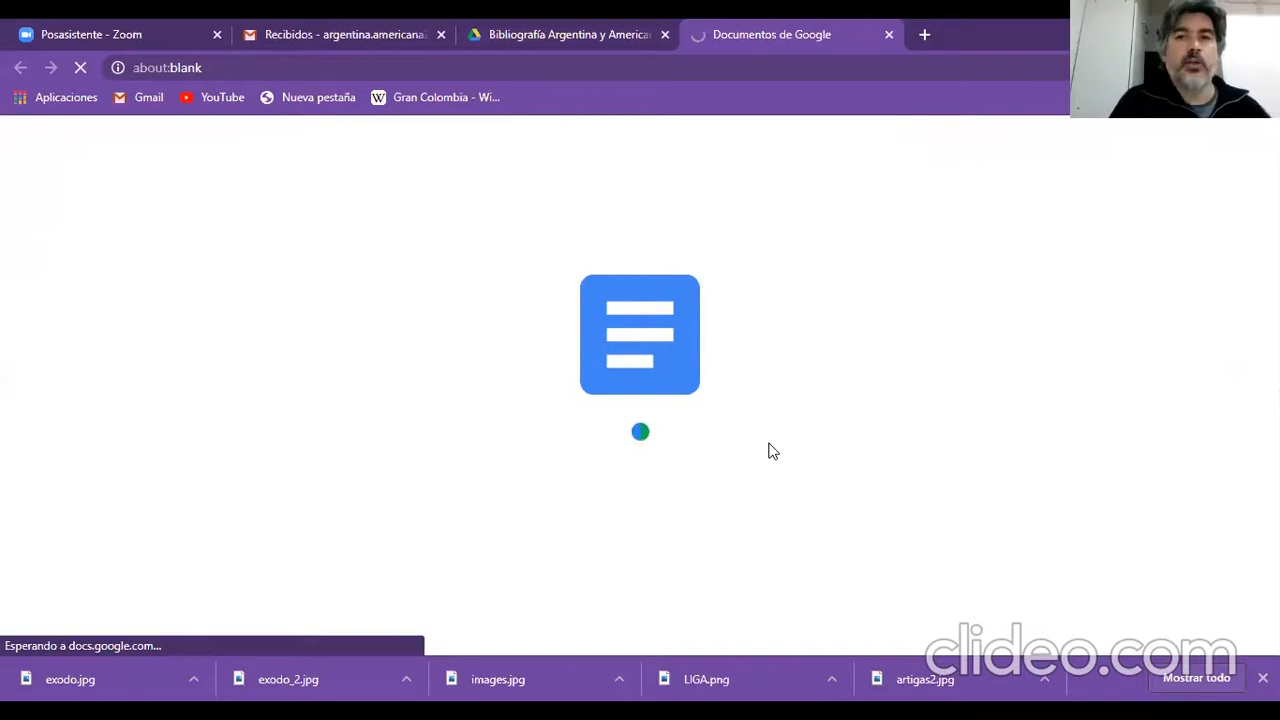 Posasistente - Zoom
Recibidos - argentina.americana2
Bibliografía Argentina y America
Documentos de Google
about:blank
Aplicaciones
Gmail
YouTube
Nueva pestaña
Gran Colombia - Wi...
Esperando a docs.google.com...
clideo.com
exodo.jpg
exodo_2.jpg
images.jpg
LIGA.png
artigas2.jpg
Mostrar todo